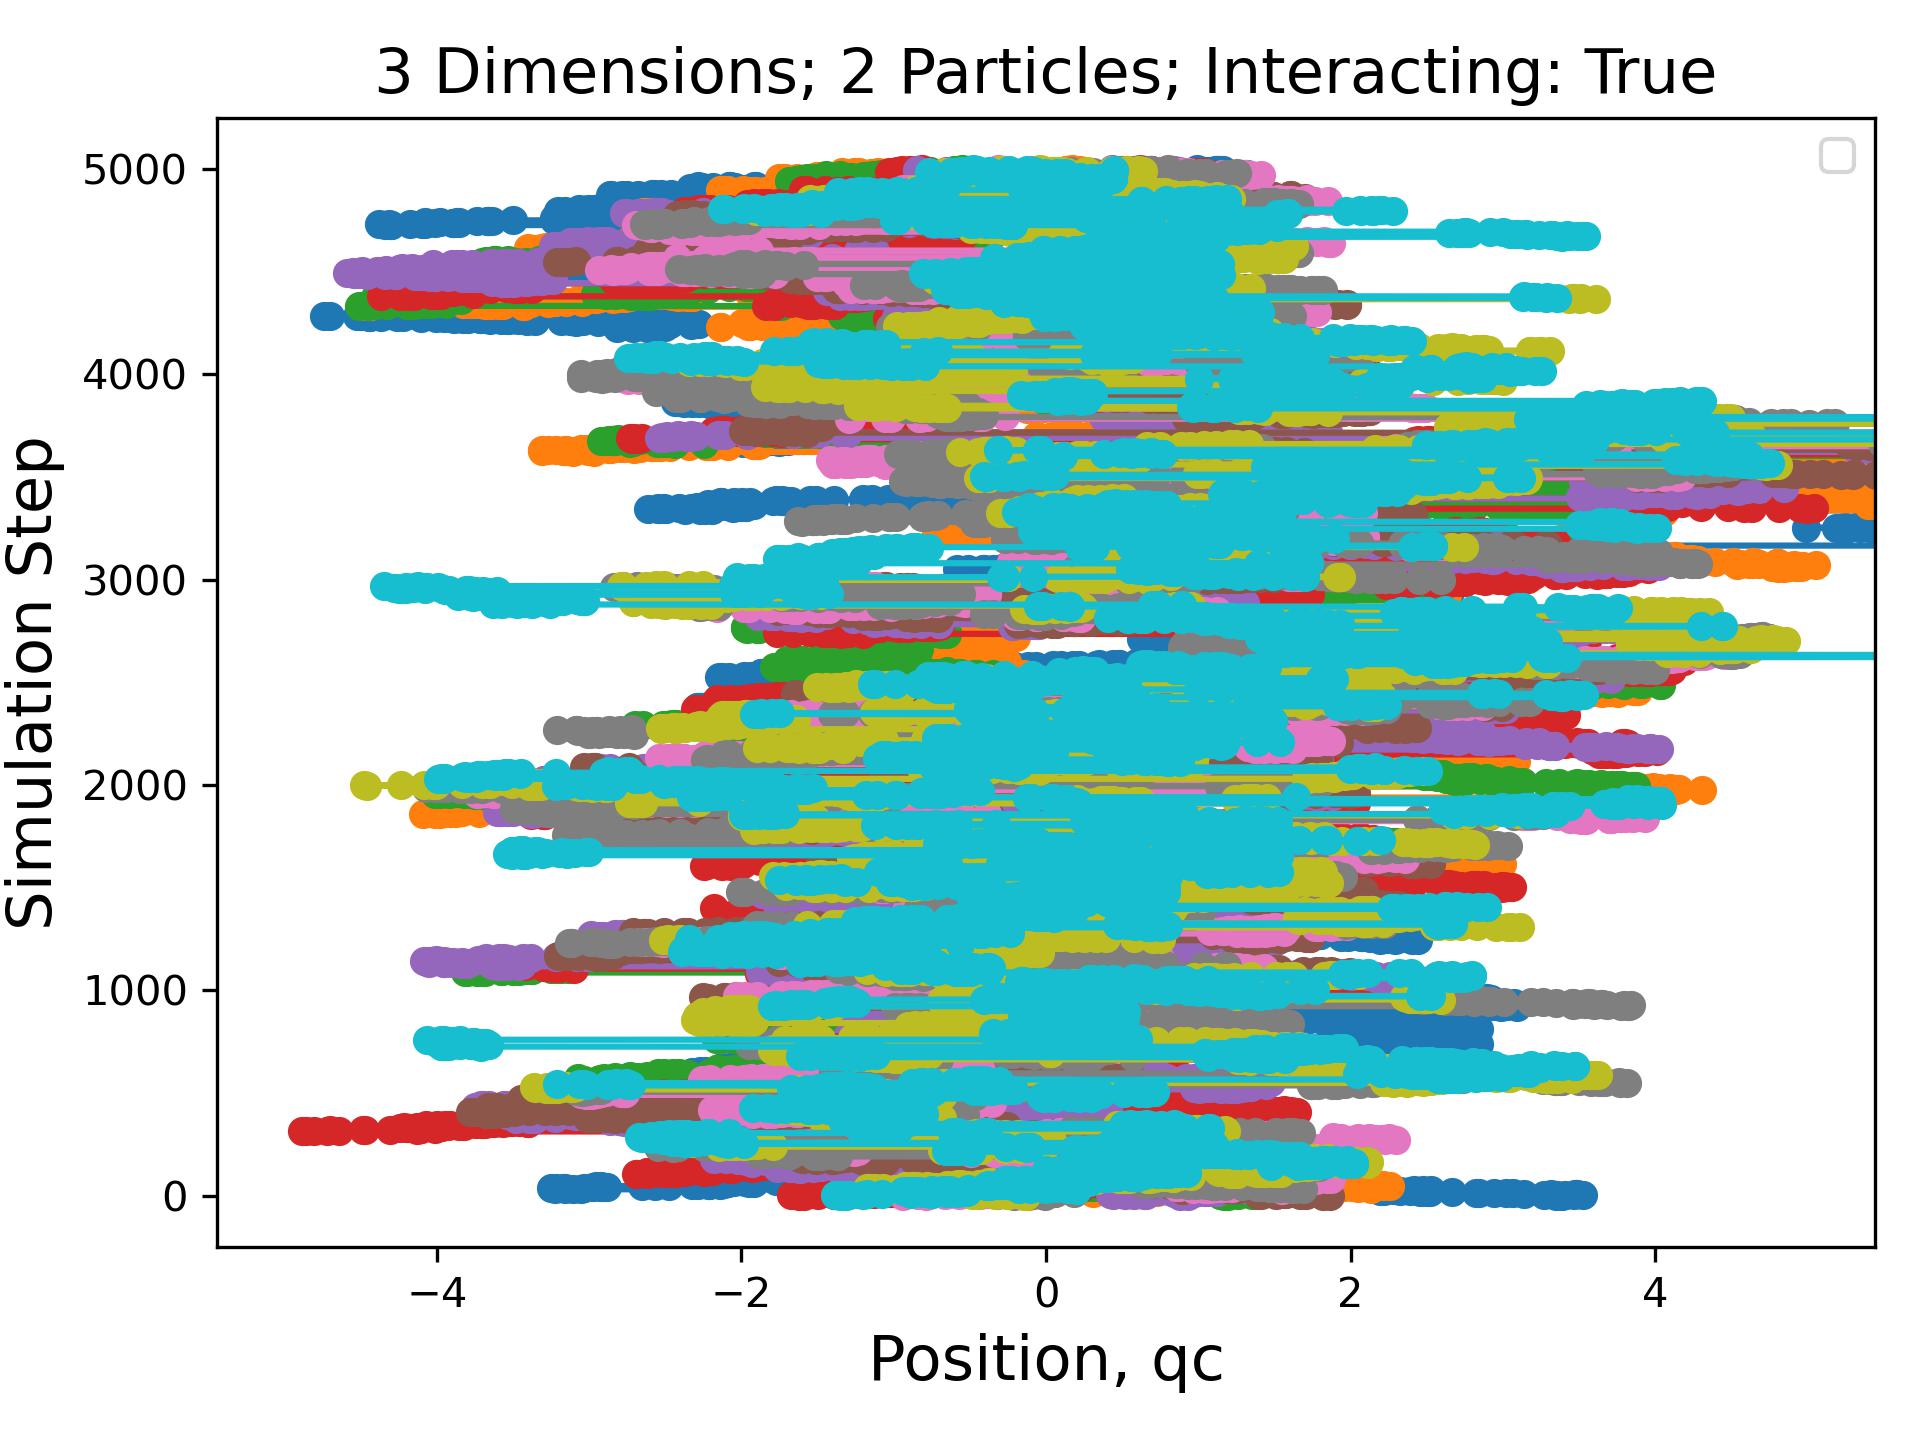 3 Dimensions; 2 Particles; Interacting: True
5000
4000
3000
2000
1000
0
Simulation Step
−4 −2 0 2 4
Position, qc